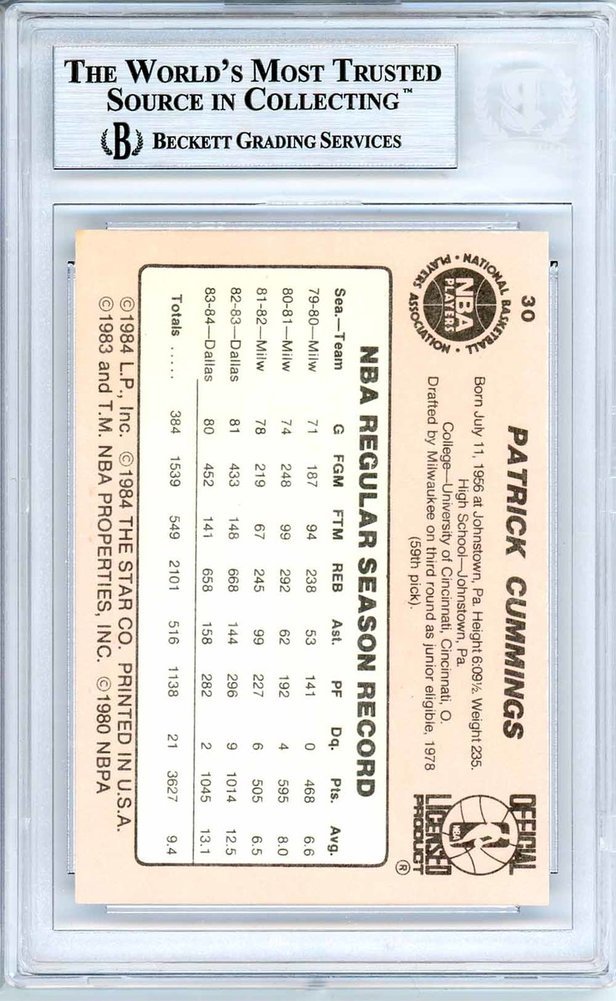 THE WORLD'S MOST TRUSTED
SOURCE IN COLLECTING™
B BECKETT GRADING SERVICES
30
NATIONAL BASKETBALL
PLAYERS ASSOCIATION
NBA
PLAYERS
PATRICK CUMMINGS
Born July 11, 1956 at Johnstown, Pa. Height 6:09½. Weight 235.
High School—Johnstown, Pa.
College—University of Cincinnati, Cincinnati, O.
Drafted by Milwaukee on third round as junior eligible, 1978
(59th pick).
OFFICIAL
NBA
LICENSED
PRODUCT
®
NBA REGULAR SEASON RECORD
Sea.—Team G FGM FTM REB Ast. PF Dq. Pts. Avg.
79-80—Milw 71 187 94 238 53 141 0 468 6.6
80-81—Milw 74 248 99 292 62 192 4 595 8.0
81-82—Milw 78 219 67 245 99 227 6 505 6.5
82-83—Dallas 81 433 148 668 144 296 9 1014 12.5
83-84—Dallas 80 452 141 658 158 282 2 1045 13.1
Totals ..... 384 1539 549 2101 516 1138 21 3627 9.4
©1984 L.P., Inc. ©1984 THE STAR CO. PRINTED IN U.S.A.
©1983 and T.M. NBA PROPERTIES, INC. ©1980 NBPA